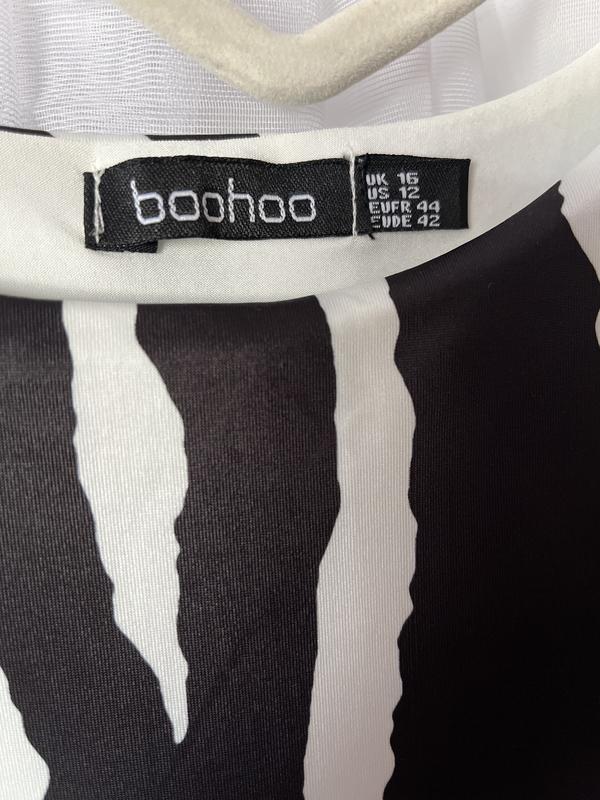 boohoo
UK 16
US 12
EUFR 44
EUDE 42